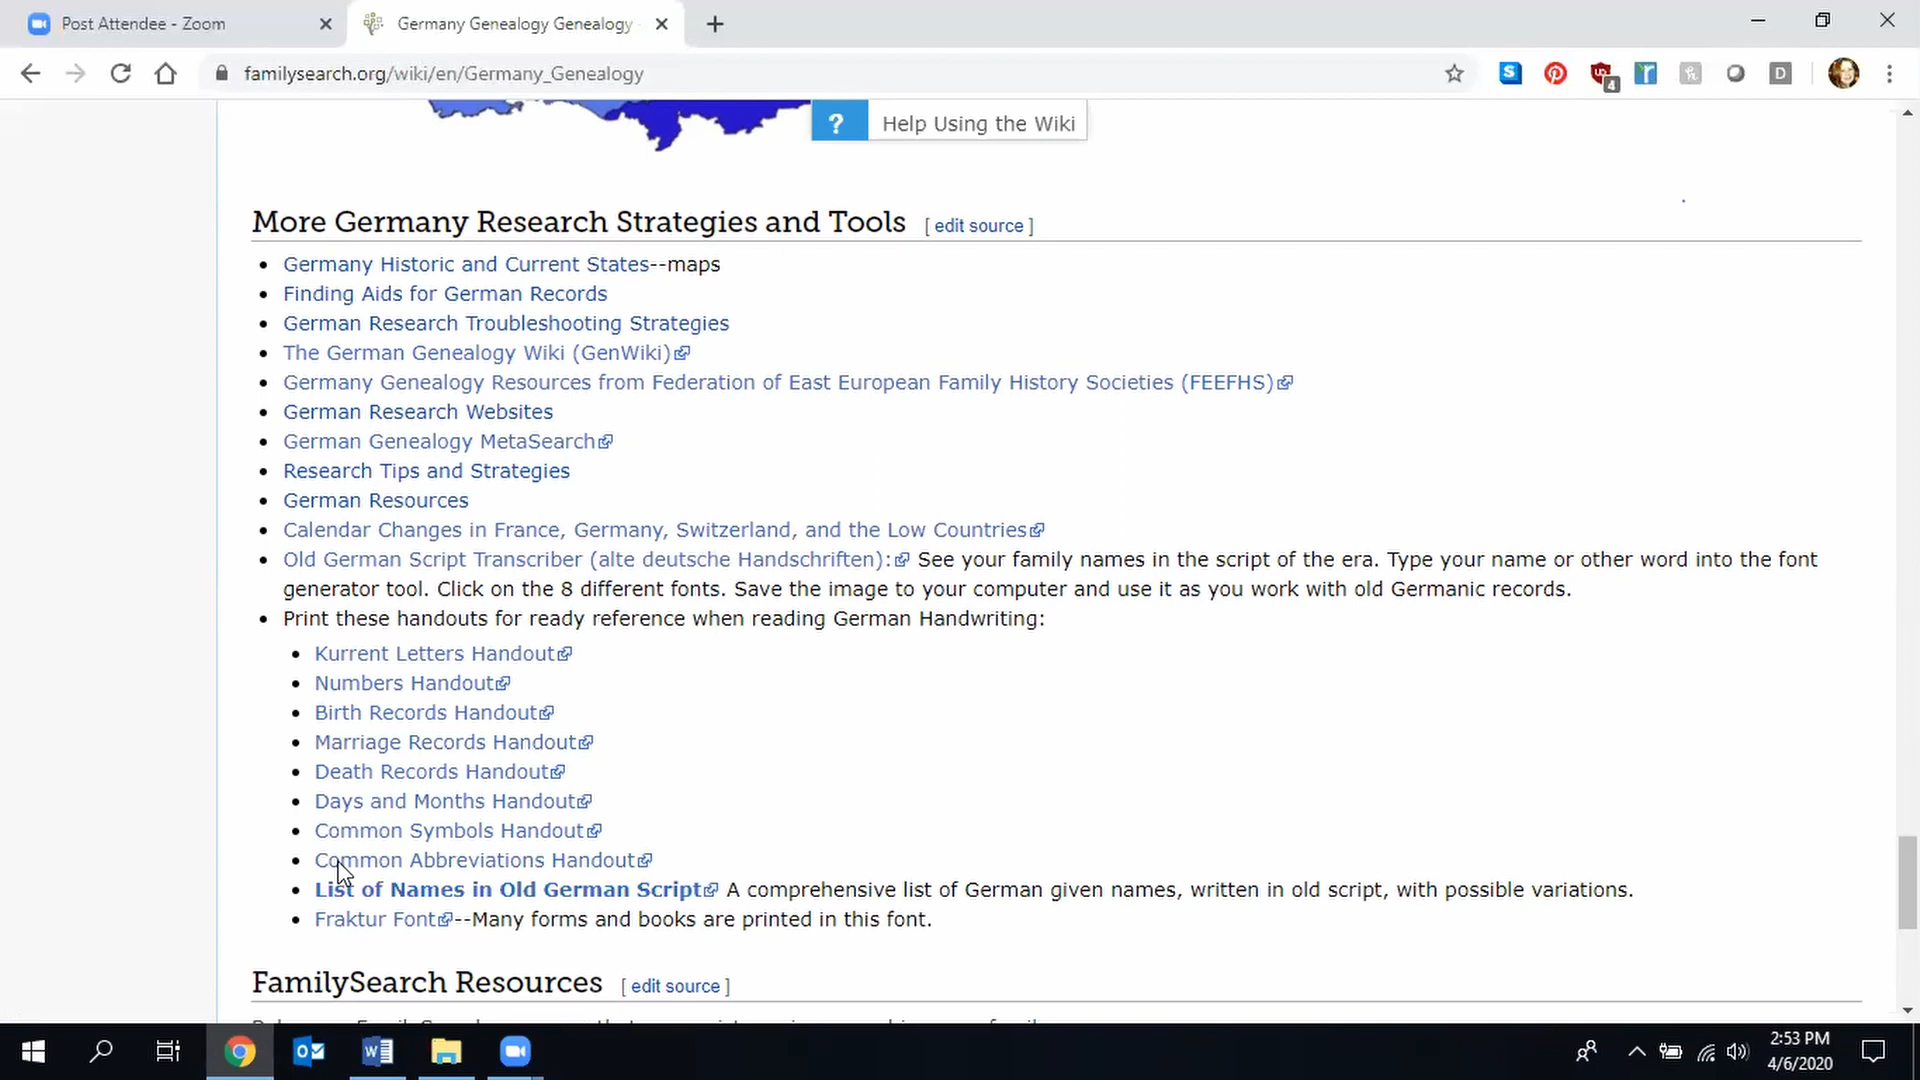 Post Attendee - Zoom
Germany Genealogy Genealogy
familysearch.org/wiki/en/Germany_Genealogy
4
? Help Using the Wiki
More Germany Research Strategies and Tools [ edit source ]
Germany Historic and Current States--maps
Finding Aids for German Records
German Research Troubleshooting Strategies
The German Genealogy Wiki (GenWiki)
Germany Genealogy Resources from Federation of East European Family History Societies (FEEFHS)
German Research Websites
German Genealogy MetaSearch
Research Tips and Strategies
German Resources
Calendar Changes in France, Germany, Switzerland, and the Low Countries
Old German Script Transcriber (alte deutsche Handschriften): See your family names in the script of the era. Type your name or other word into the font
generator tool. Click on the 8 different fonts. Save the image to your computer and use it as you work with old Germanic records.
Print these handouts for ready reference when reading German Handwriting:
Kurrent Letters Handout
Numbers Handout
Birth Records Handout
Marriage Records Handout
Death Records Handout
Days and Months Handout
Common Symbols Handout
Common Abbreviations Handout
List of Names in Old German Script A comprehensive list of German given names, written in old script, with possible variations.
Fraktur Font--Many forms and books are printed in this font.
FamilySearch Resources [ edit source ]
2:53 PM
4/6/2020